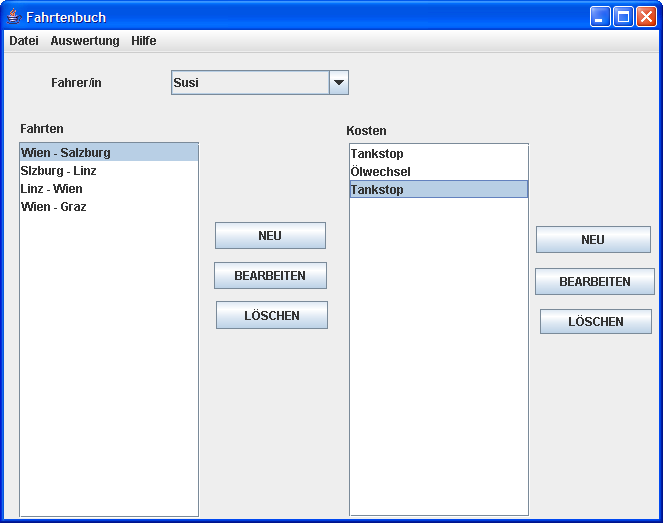 Fahrtenbuch
Datei Auswertung Hilfe
Fahrer/in Susi
Fahrten
Wien - Salzburg
Slzburg - Linz
Linz - Wien
Wien - Graz
NEU
BEARBEITEN
LÖSCHEN
Kosten
Tankstop
Ölwechsel
Tankstop
NEU
BEARBEITEN
LÖSCHEN